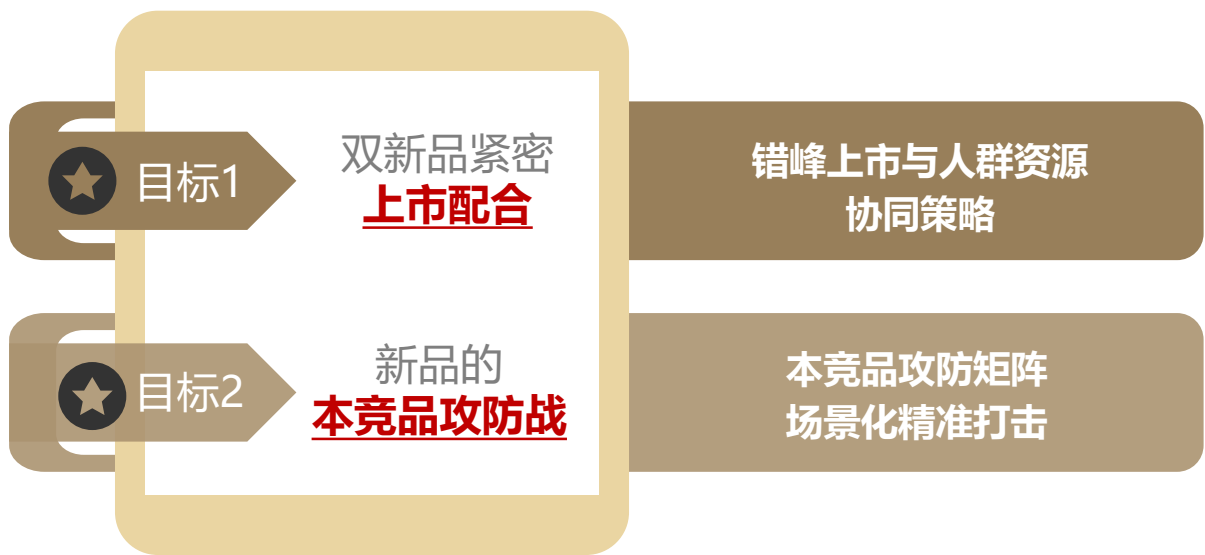 目标1
双新品紧密
上市配合
错峰上市与人群资源
协同策略
目标2
新品的
本竞品攻防战
本竞品攻防矩阵
场景化精准打击